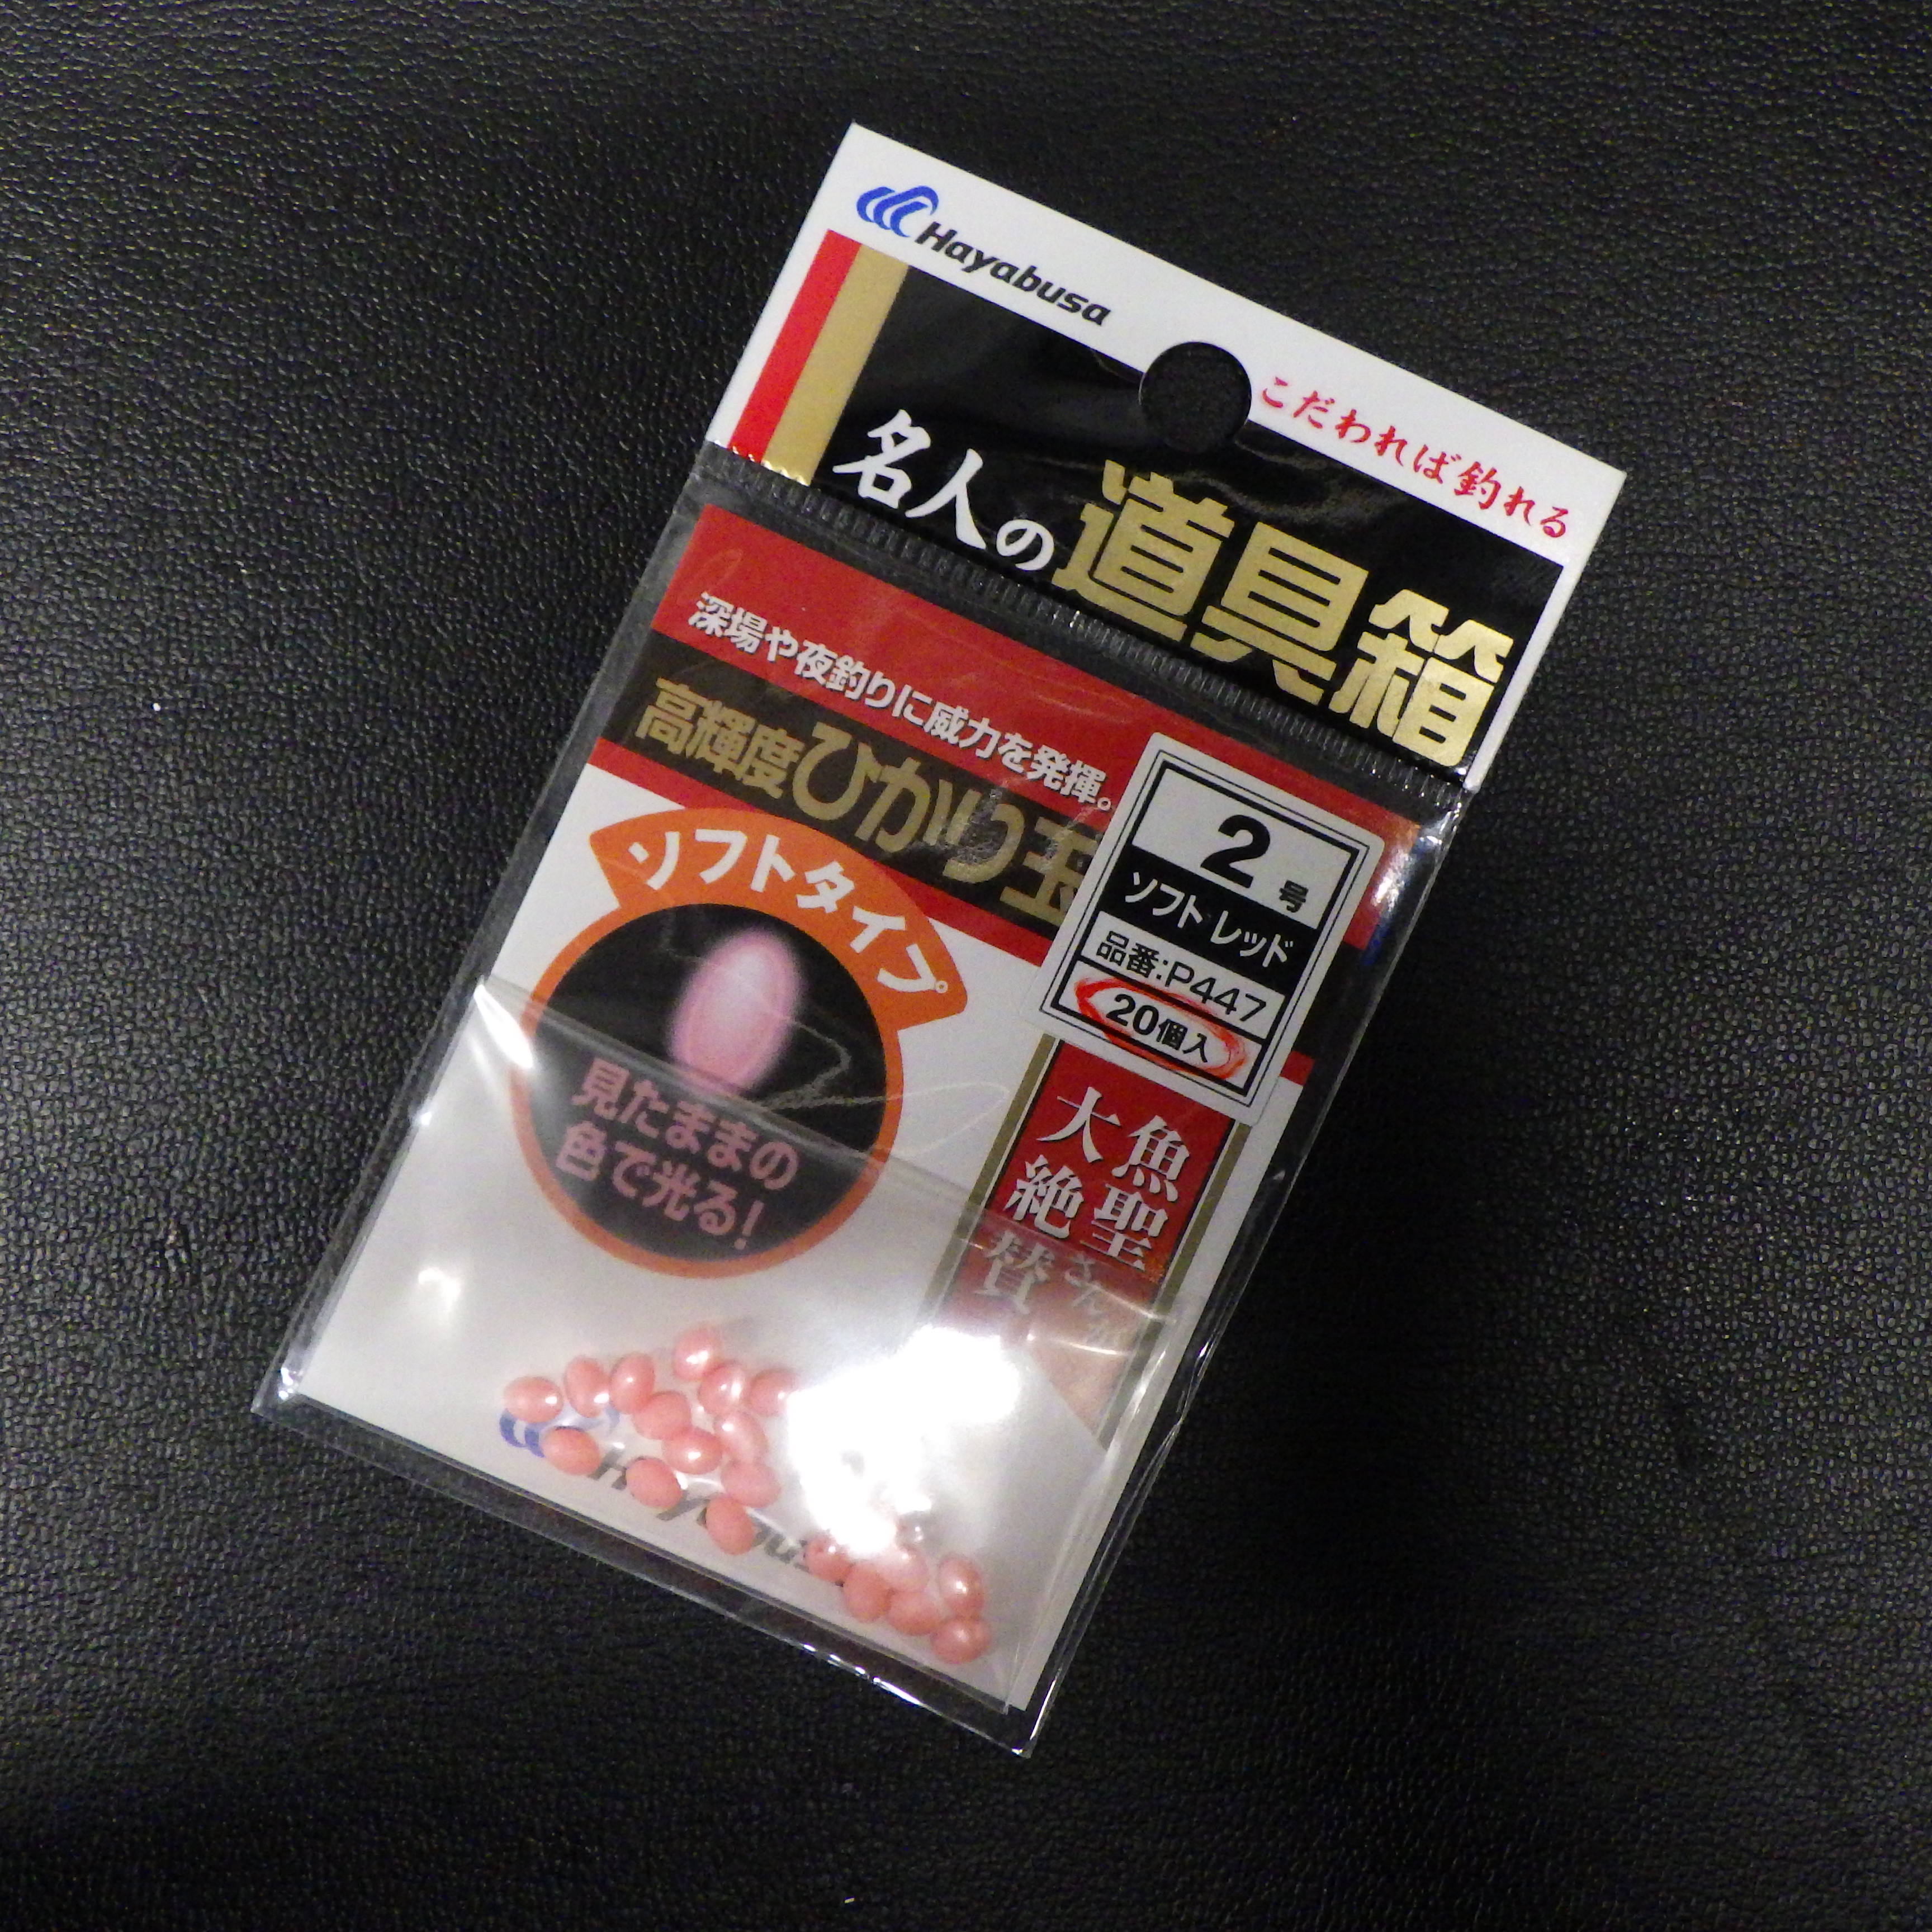 Hayabusa
こだわれば釣れる
名人の道具箱
深場や夜釣りに威力を発揮。
高輝度ひかり玉
ソフトタイプ
2号
ソフトレッド
品番:P447
20個入
見たままの
色で光る!
大魚
絶聖
賛さん
Hayabusa